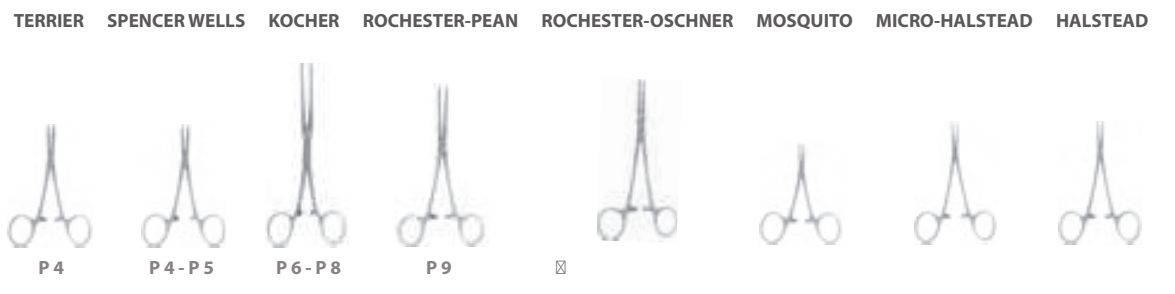 TERRIER SPENCER WELLS KOCHER ROCHESTER-PEAN ROCHESTER-OSCHNER MOSQUITO MICRO-HALSTEAD HALSTEAD
P 4 P 4 - P 5 P 6 - P 8 P 9